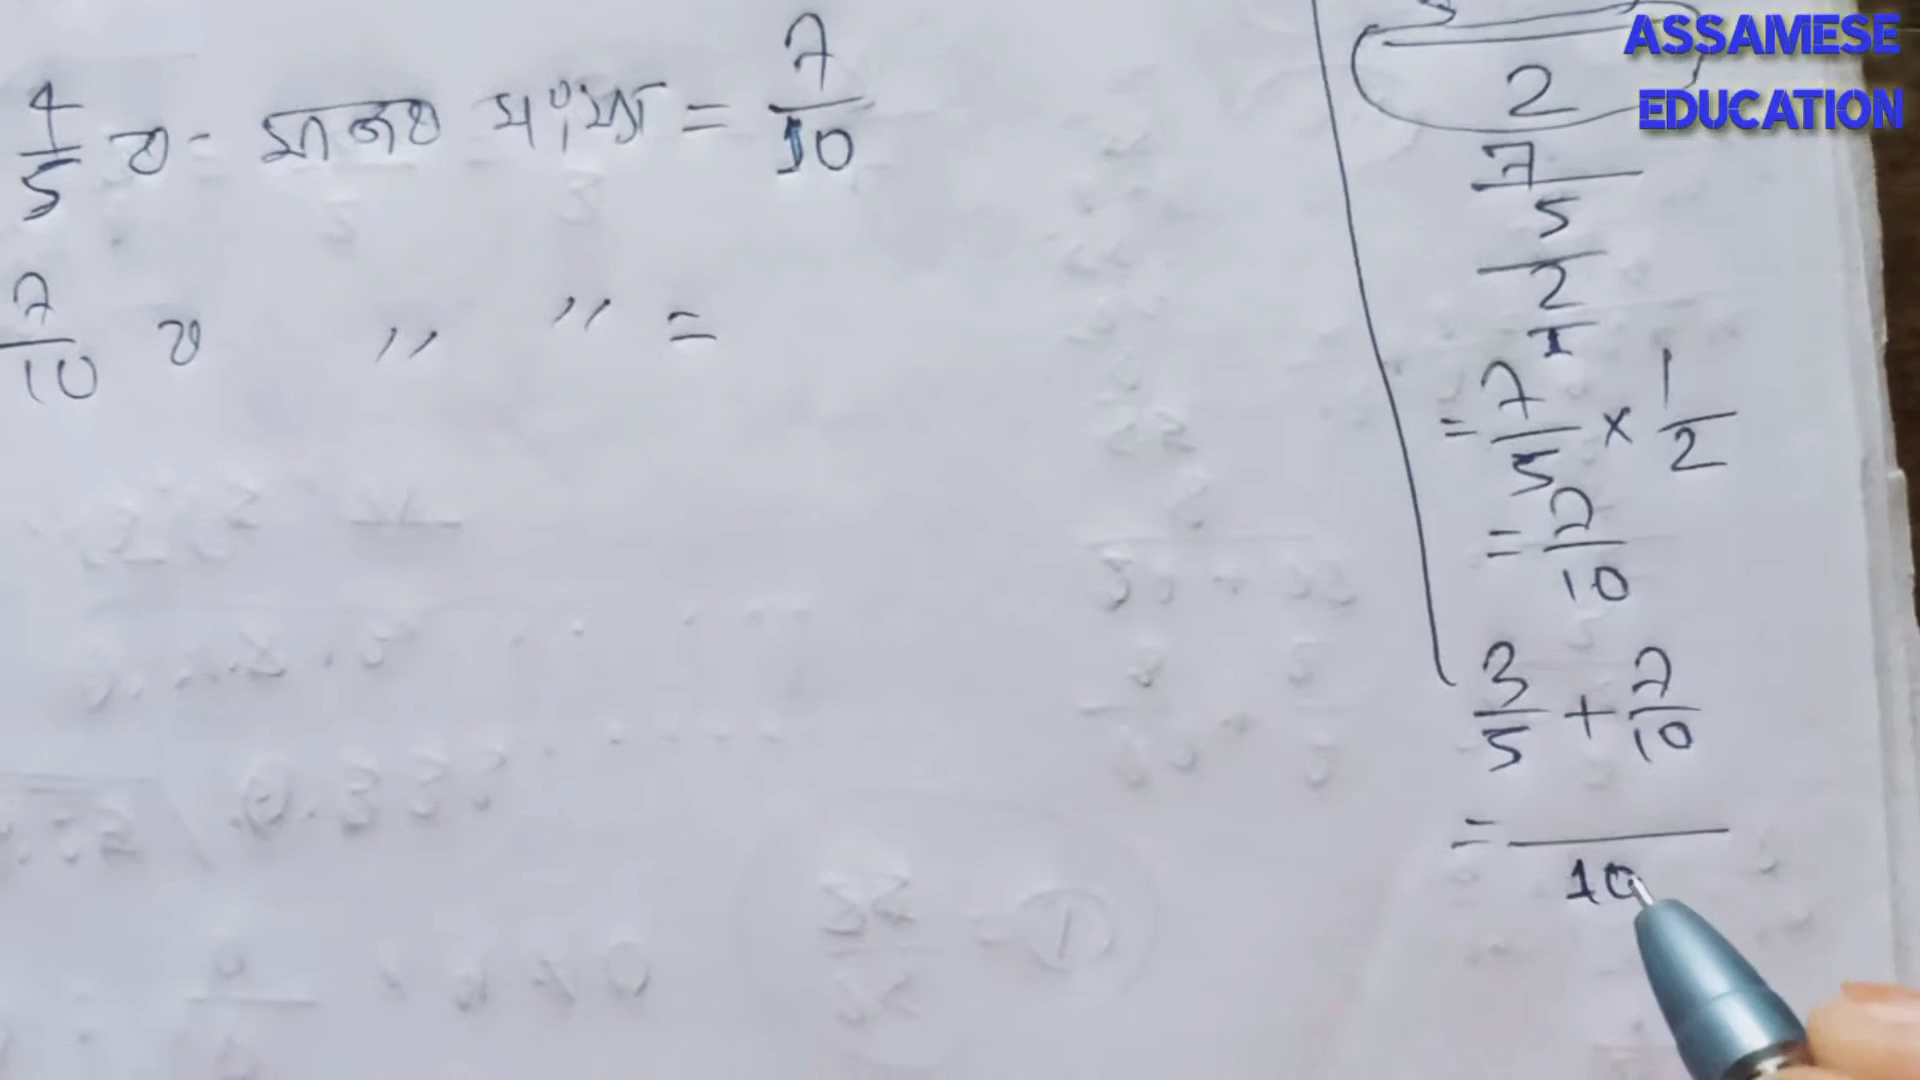 ASSAMESE
EDUCATION
4/5 ৰ- মাজৰ সংখ্যা = 7/10
7/10 ৰ " " =
2
7/5
2/1
= 7/5 × 1/2
= 7/10
3/5 + 7/10
= /10